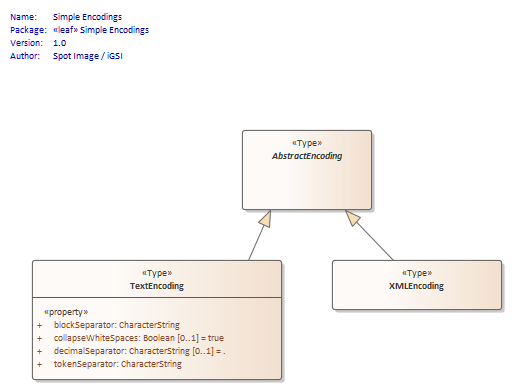 Name: Simple Encodings
Package: «leaf» Simple Encodings
Version: 1.0
Author: Spot Image / iGSI
«Type»
AbstractEncoding
«Type»
TextEncoding
«property»
+ blockSeparator: CharacterString
+ collapseWhiteSpaces: Boolean [0..1] = true
+ decimalSeparator: CharacterString [0..1] = .
+ tokenSeparator: CharacterString
«Type»
XMLEncoding